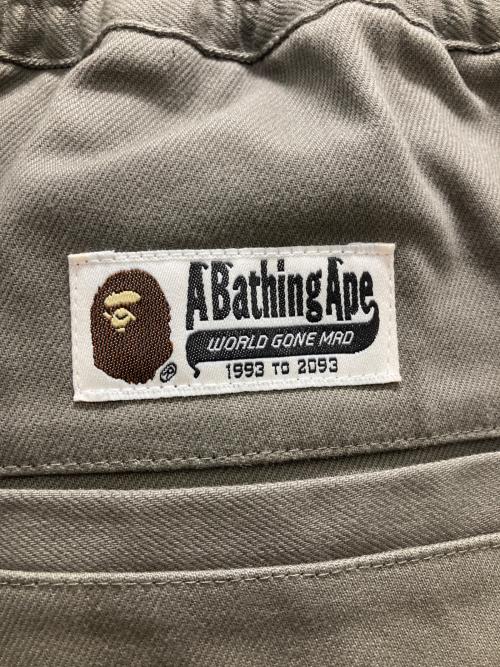 A Bathing Ape
WORLD GONE MAD
1993 TO 2093